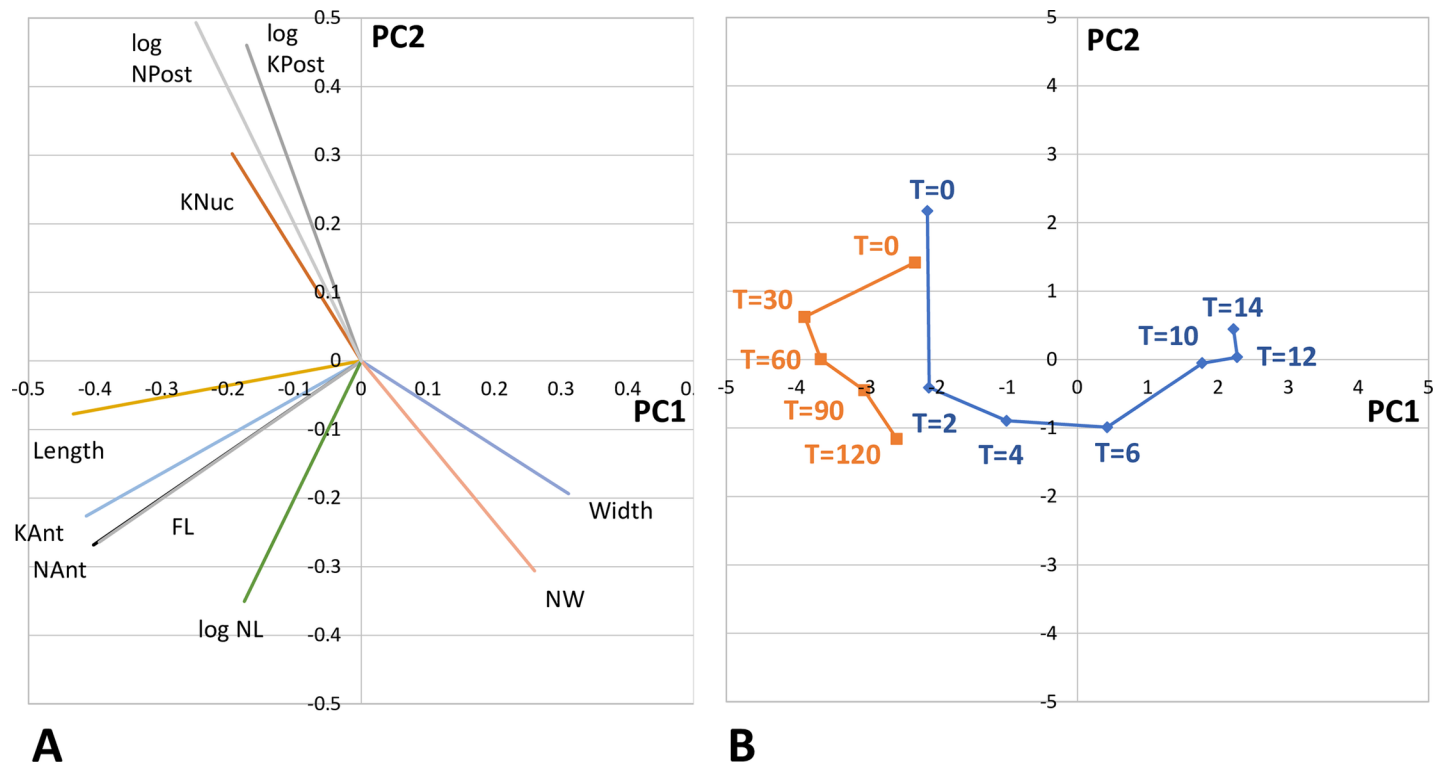 0.5
PC2
log
NPost
log
KPost
0.4
0.3
KNuc
0.2
0.1
0
-0.5 -0.4 -0.3 -0.2 -0.1 0 0.1 0.2 0.3 0.4 0.
PC1
-0.1
Length
-0.2
Width
KAnt
FL
NAnt
-0.3
NW
log NL
-0.4
-0.5
A
5
PC2
4
3
T=0
2
T=0
1
T=30
T=14
T=10
T=60
0
T=12
-5 -4 -3 -2 -1 0 1 2 3 4 5
PC1
T=90
T=2
-1
T=120
T=4
T=6
-2
-3
-4
-5
B